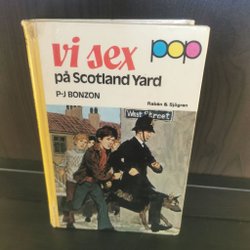 vi sex pop
på Scotland Yard
P-J BONZON
Rabén & Sjögren
West Street